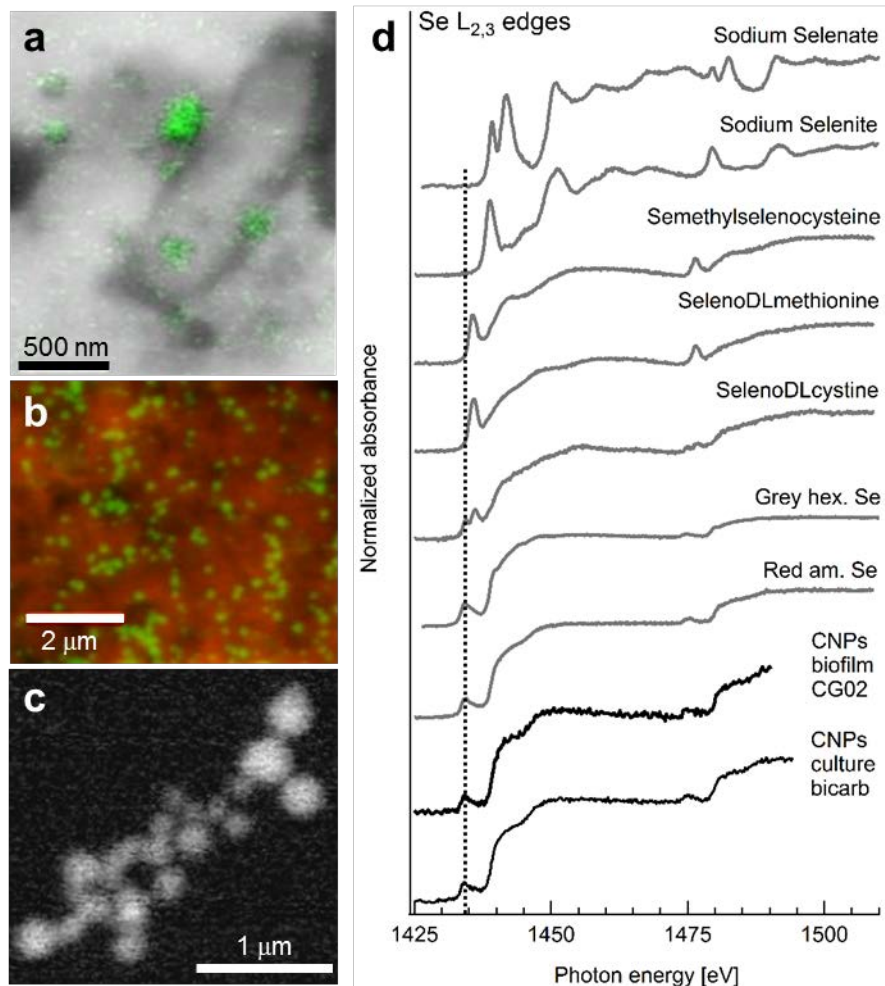 a
500 nm
b
2 µm
c
1 µm
d
Se L2,3 edges
Sodium Selenate
Sodium Selenite
Semethylselenocysteine
SelenoDLmethionine
SelenoDLcystine
Grey hex. Se
Red am. Se
CNPs
biofilm
CG02
CNPs
culture
bicarb
Normalized absorbance
1425
1450
1475
1500
Photon energy [eV]